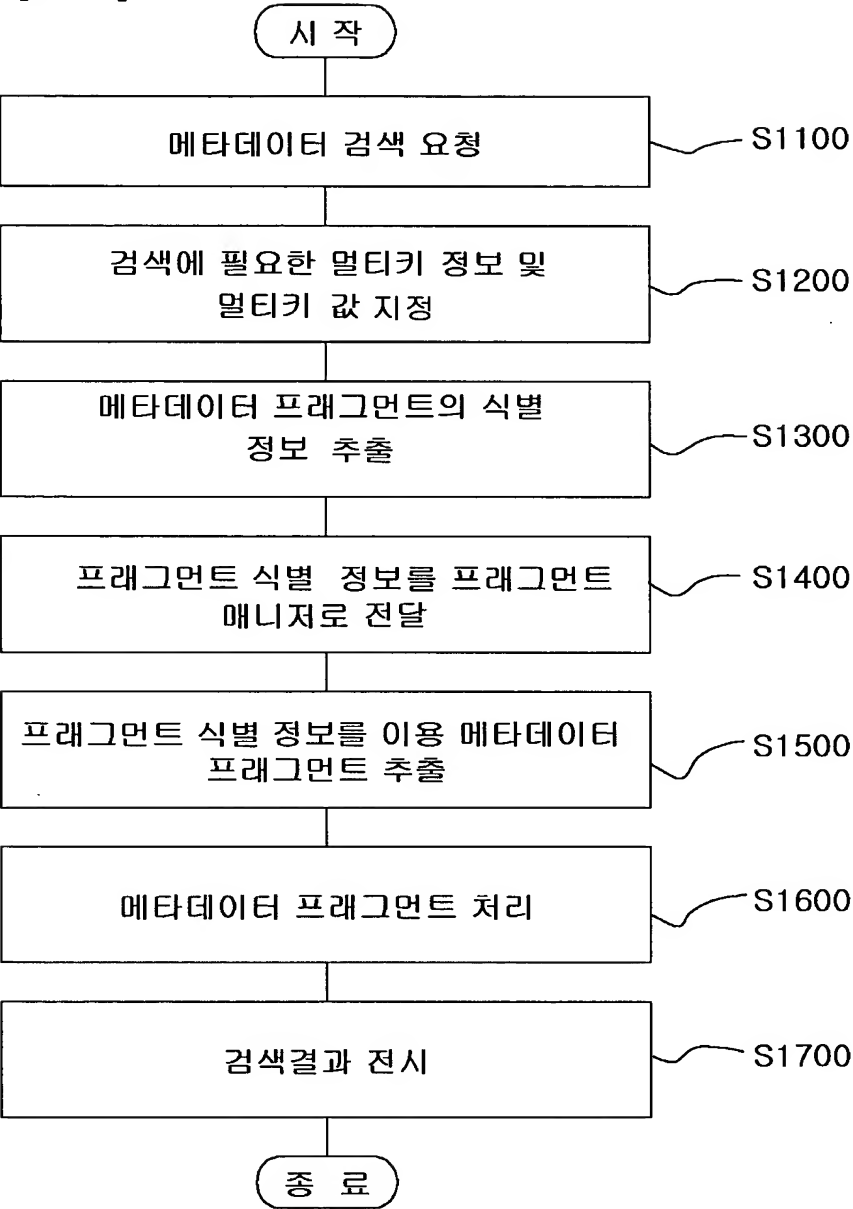 시 작
메타데이터 검색 요청
S1100
검색에 필요한 멀티키 정보 및
멀티키 값 지정
S1200
메타데이터 프래그먼트의 식별
정보 추출
S1300
프래그먼트 식별 정보를 프래그먼트
매니저로 전달
S1400
프래그먼트 식별 정보를 이용 메타데이터
프래그먼트 추출
S1500
메타데이터 프래그먼트 처리
S1600
검색결과 전시
S1700
종 료